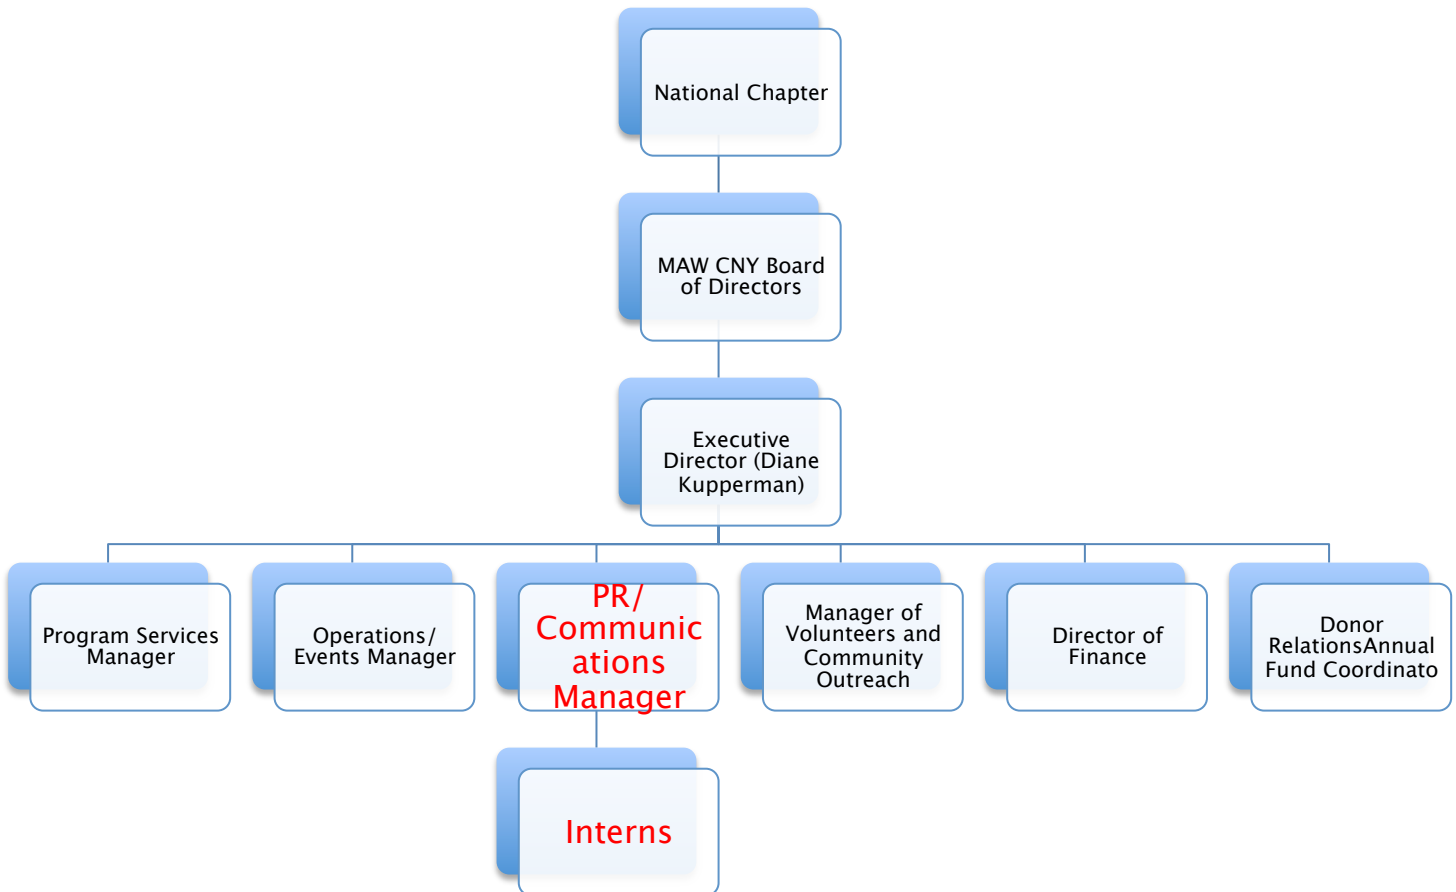 National Chapter
MAW CNY Board
of Directors
Executive
Director (Diane
Kupperman)
Program Services
Manager
Operations/
Events Manager
PR/
Communic
ations
Manager
Manager of
Volunteers and
Community
Outreach
Director of
Finance
Donor
RelationsAnnual
Fund Coordinato
Interns